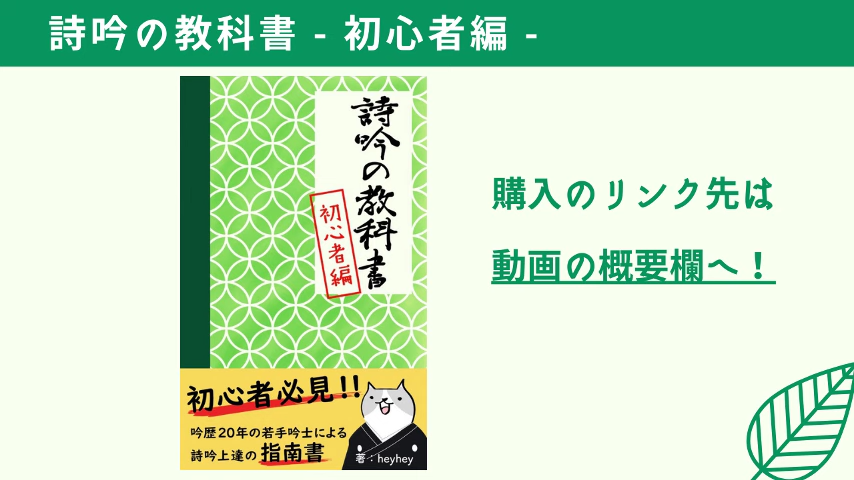 詩吟の教科書 - 初心者編 -
詩吟の教科書
初心者編
購入のリンク先は
動画の概要欄へ！
初心者必見!!
吟歴20年の若手吟士による
詩吟上達の指南書
著：heyhey